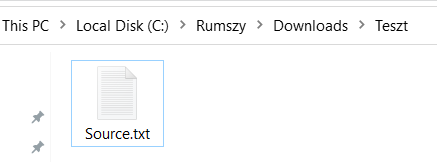 This PC > Local Disk (C:) > Rumszy > Downloads > Teszt
Source.txt